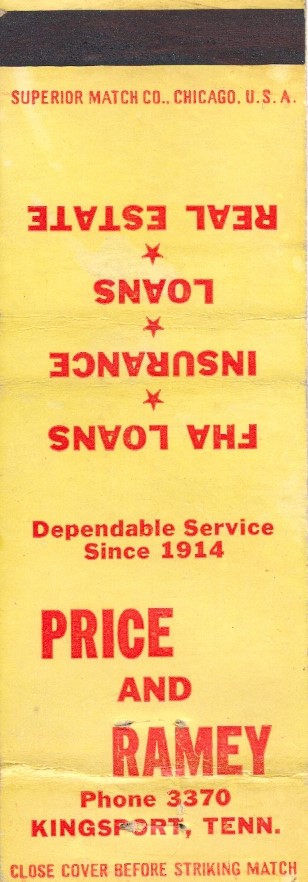 SUPERIOR MATCH CO., CHICAGO, U.S.A.
FHA LOANS
★
INSURANCE
★
LOANS
★
REAL ESTATE
Dependable Service
Since 1914
PRICE
AND
RAMEY
Phone 3370
KINGSPORT, TENN.
CLOSE COVER BEFORE STRIKING MATCH